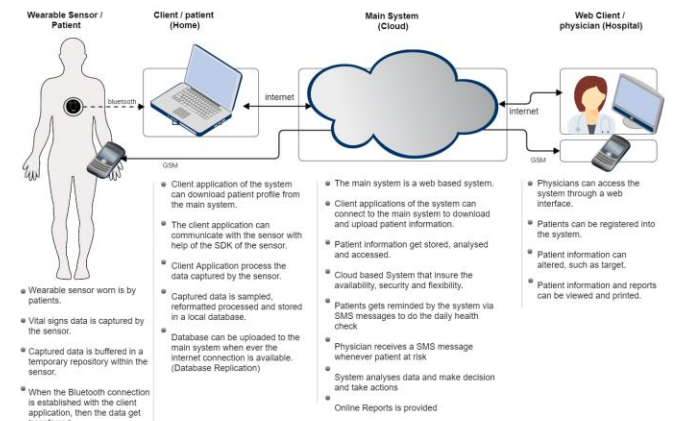 Wearable Sensor /
Patient
Client / patient
(Home)
Main System
(Cloud)
Web Client /
physician (Hospital)
bluetooth
internet
internet
GSM
GSM
Wearable sensor worn is by
patients.
Vital signs data is captured by
the sensor.
Captured data is buffered in a
temporary repository within the
sensor.
When the Bluetooth connection
is established with the client
application, then the data get
Client application of the system
can download patient profile from
the main system.
The client application can
communicate with the sensor with
help of the SDK of the sensor.
Client Application process the
data captured by the sensor.
Captured data is sampled,
reformatted processed and stored
in a local database.
Database can be uploaded to the
main system when ever the
internet connection is available.
(Database Replication)
The main system is a web based system.
Client applications of the system can
connect to the main system to download
and upload patient information.
Patient information get stored, analysed
and accessed.
Cloud based System that insure the
availability, security and flexibility.
Patients gets reminded by the system via
SMS messages to do the daily health
check
Physician receives a SMS message
whenever patient at risk
System analyses data and make decision
and take actions
Online Reports is provided
Physicians can access the
system through a web
interface.
Patients can be registered into
the system.
Patient information can
altered, such as target.
Patient information and reports
can be viewed and printed.